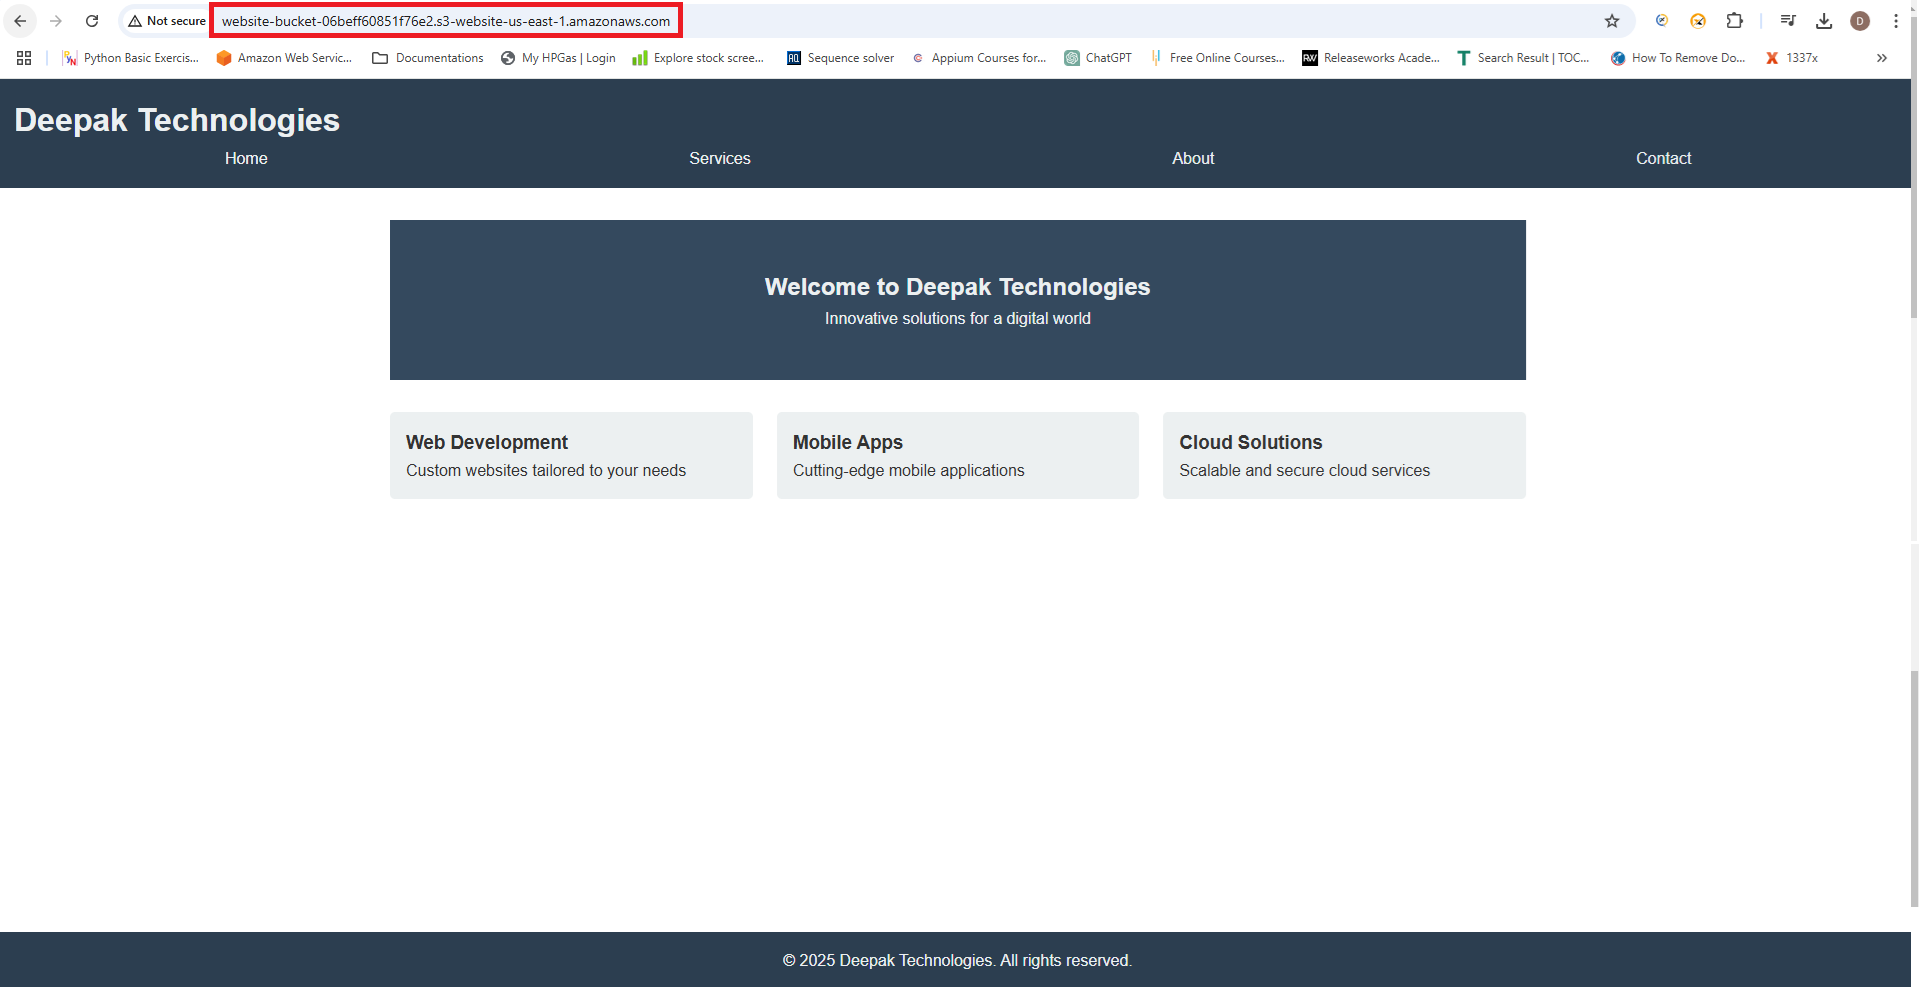 Not secure website-bucket-06beff60851f76e2.s3-website-us-east-1.amazonaws.com D
Python Basic Exercis... Amazon Web Servic... Documentations My HPGas | Login Explore stock scree... AQ Sequence solver Appium Courses for... ChatGPT Free Online Courses... RW Releaseworks Acade... Search Result | TOC... How To Remove Do... 1337x
Deepak Technologies
Home Services About Contact
Welcome to Deepak Technologies
Innovative solutions for a digital world
Web Development Mobile Apps Cloud Solutions
Custom websites tailored to your needs Cutting-edge mobile applications Scalable and secure cloud services
© 2025 Deepak Technologies. All rights reserved.